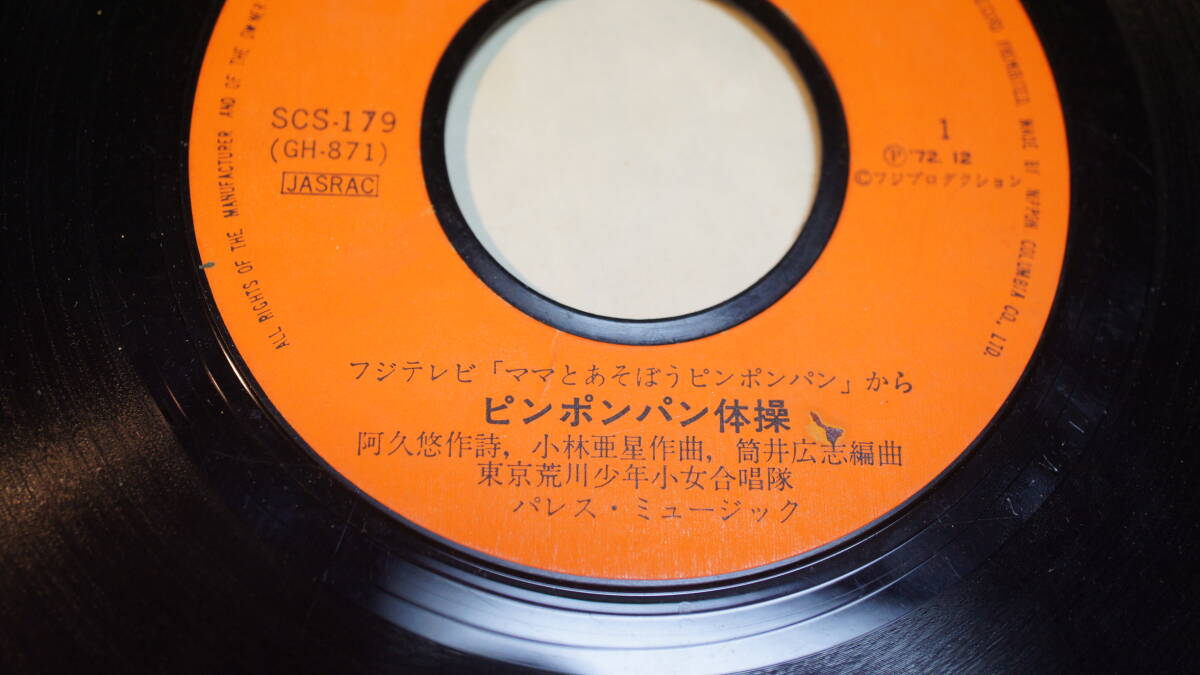 SCS-179
(GH-871)
JASRAC
1
Ⓟ'72.12
©フジプロダクション
フジテレビ「ママとあそぼうピンポンパン」から
ピンポンパン体操
阿久悠作詩, 小林亜星作曲, 筒井広志編曲
東京荒川少年小女合唱隊
パレス・ミュージック
ALL RIGHTS OF THE MANUFACTURER AND OF THE OWNER
PROHIBITED. MADE BY NIPPON COLUMBIA CO., LTD.